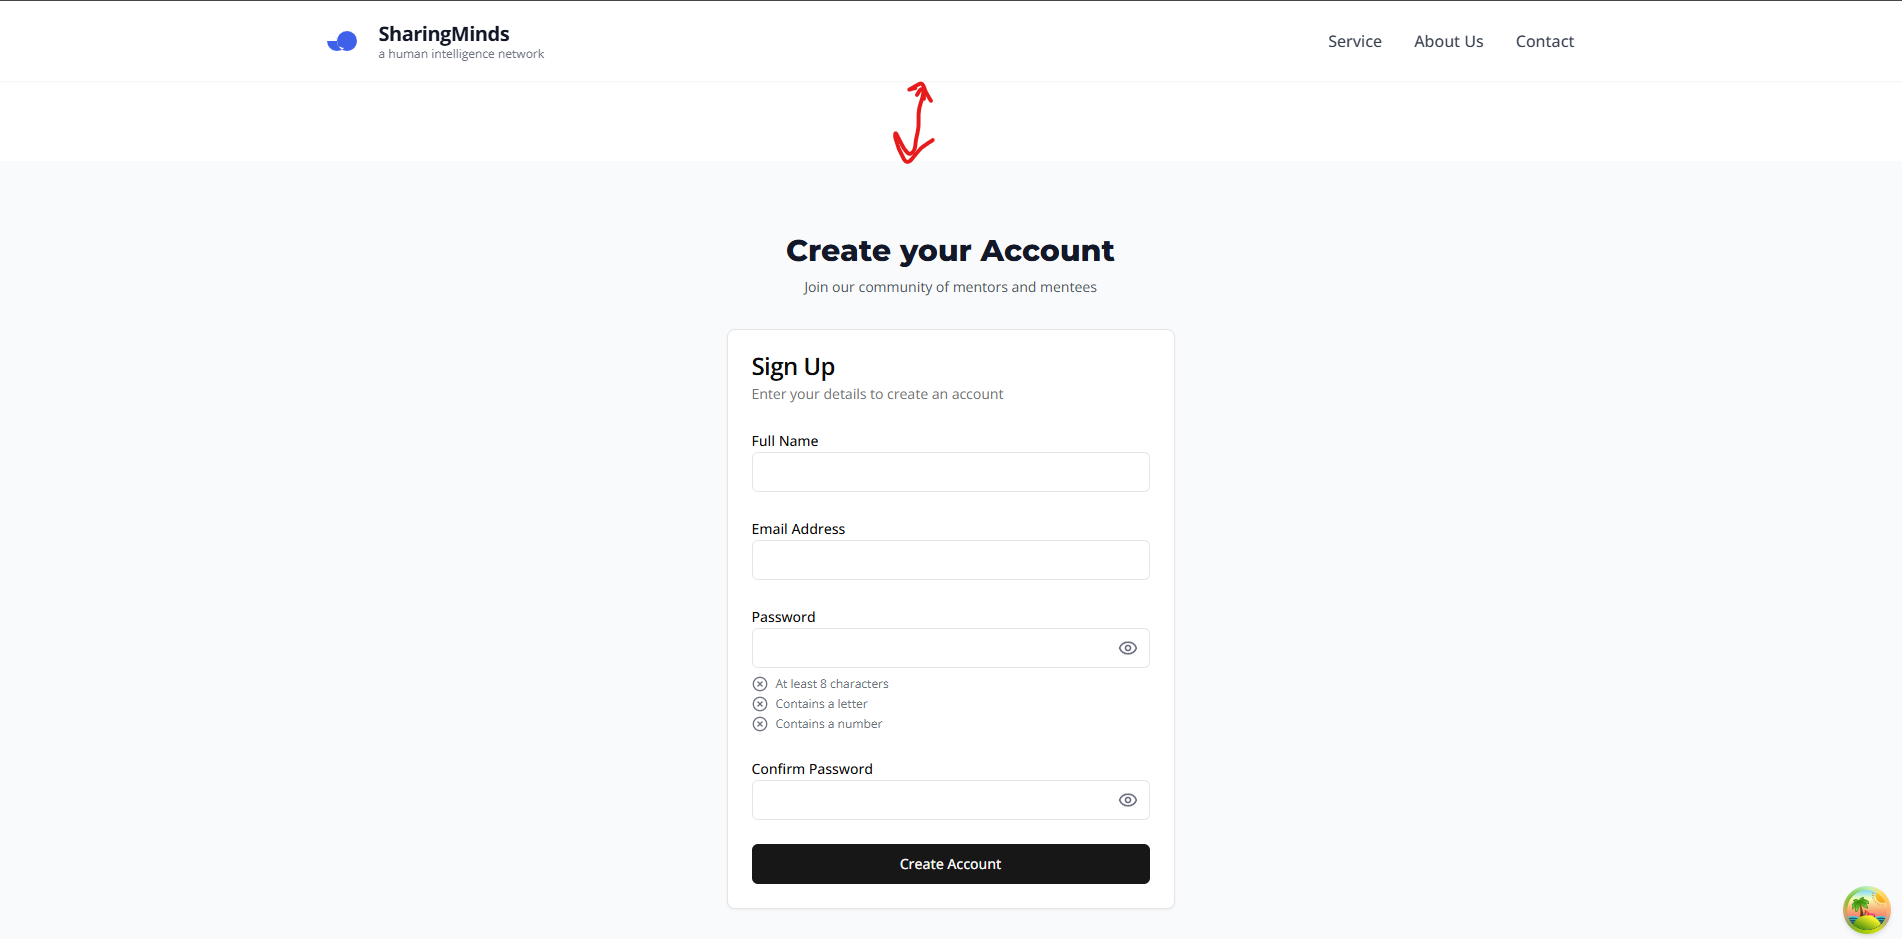 SharingMinds
a human intelligence network
Service About Us Contact
Create your Account
Join our community of mentors and mentees
Sign Up
Enter your details to create an account
Full Name
Email Address
Password
At least 8 characters
Contains a letter
Contains a number
Confirm Password
Create Account